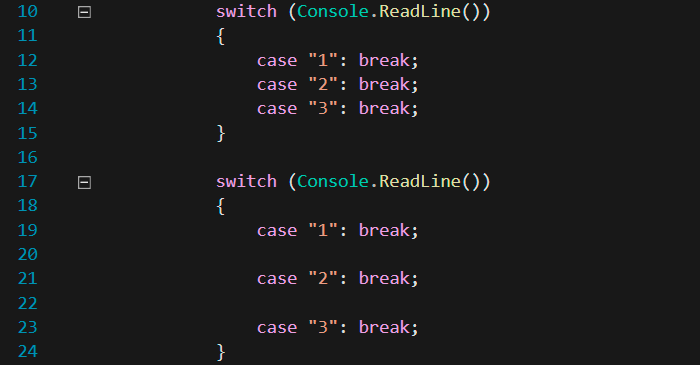 10 switch (Console.ReadLine())
11 {
12 case "1": break;
13 case "2": break;
14 case "3": break;
15 }
16
17 switch (Console.ReadLine())
18 {
19 case "1": break;
20
21 case "2": break;
22
23 case "3": break;
24 }